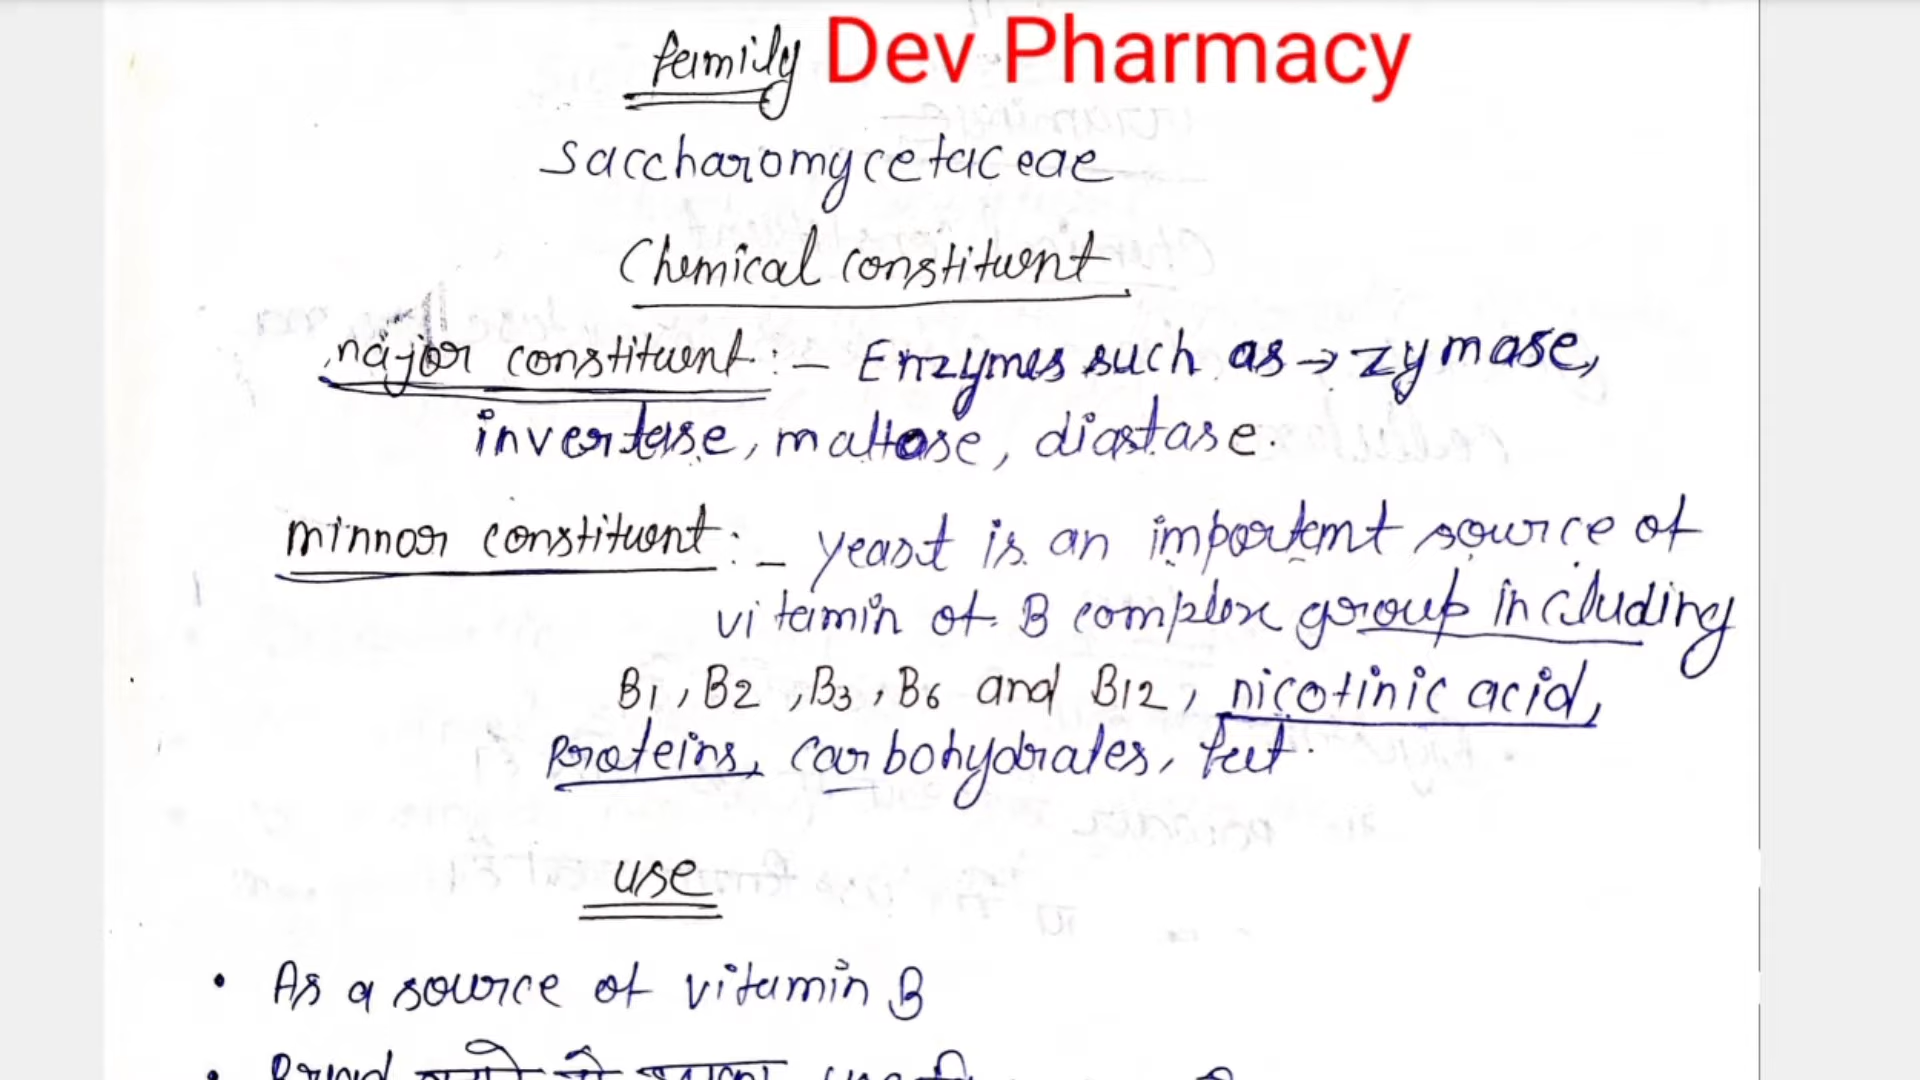 family Dev Pharmacy
Saccharomycetaceae
Chemical constituent
major constituent :- Enzymes such as → zymase,
invertase, maltose, diastase.
minnor constituent :- yeast is an important source of
vitamin of B complex group including
B1, B2, B3, B6 and B12, nicotinic acid,
proteins, carbohydrates, fat.
use
• As a source of vitamin B